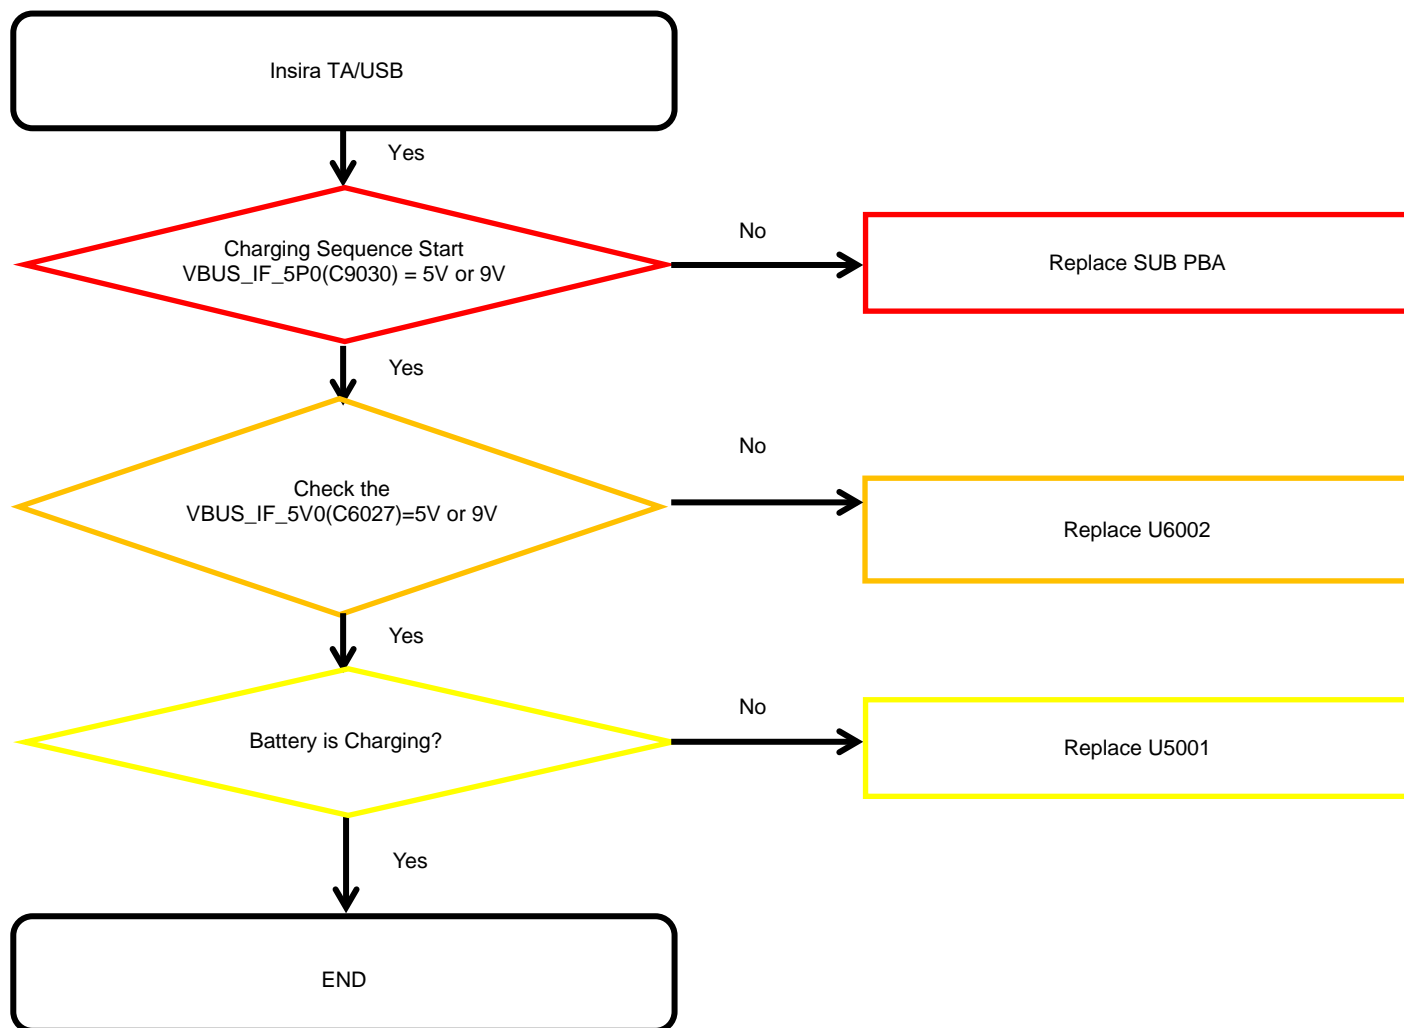 Insira TA/USB
Yes
Charging Sequence Start
VBUS_IF_5P0(C9030) = 5V or 9V
No
Replace SUB PBA
Yes
Check the
VBUS_IF_5V0(C6027)=5V or 9V
No
Replace U6002
Yes
Battery is Charging?
No
Replace U5001
Yes
END